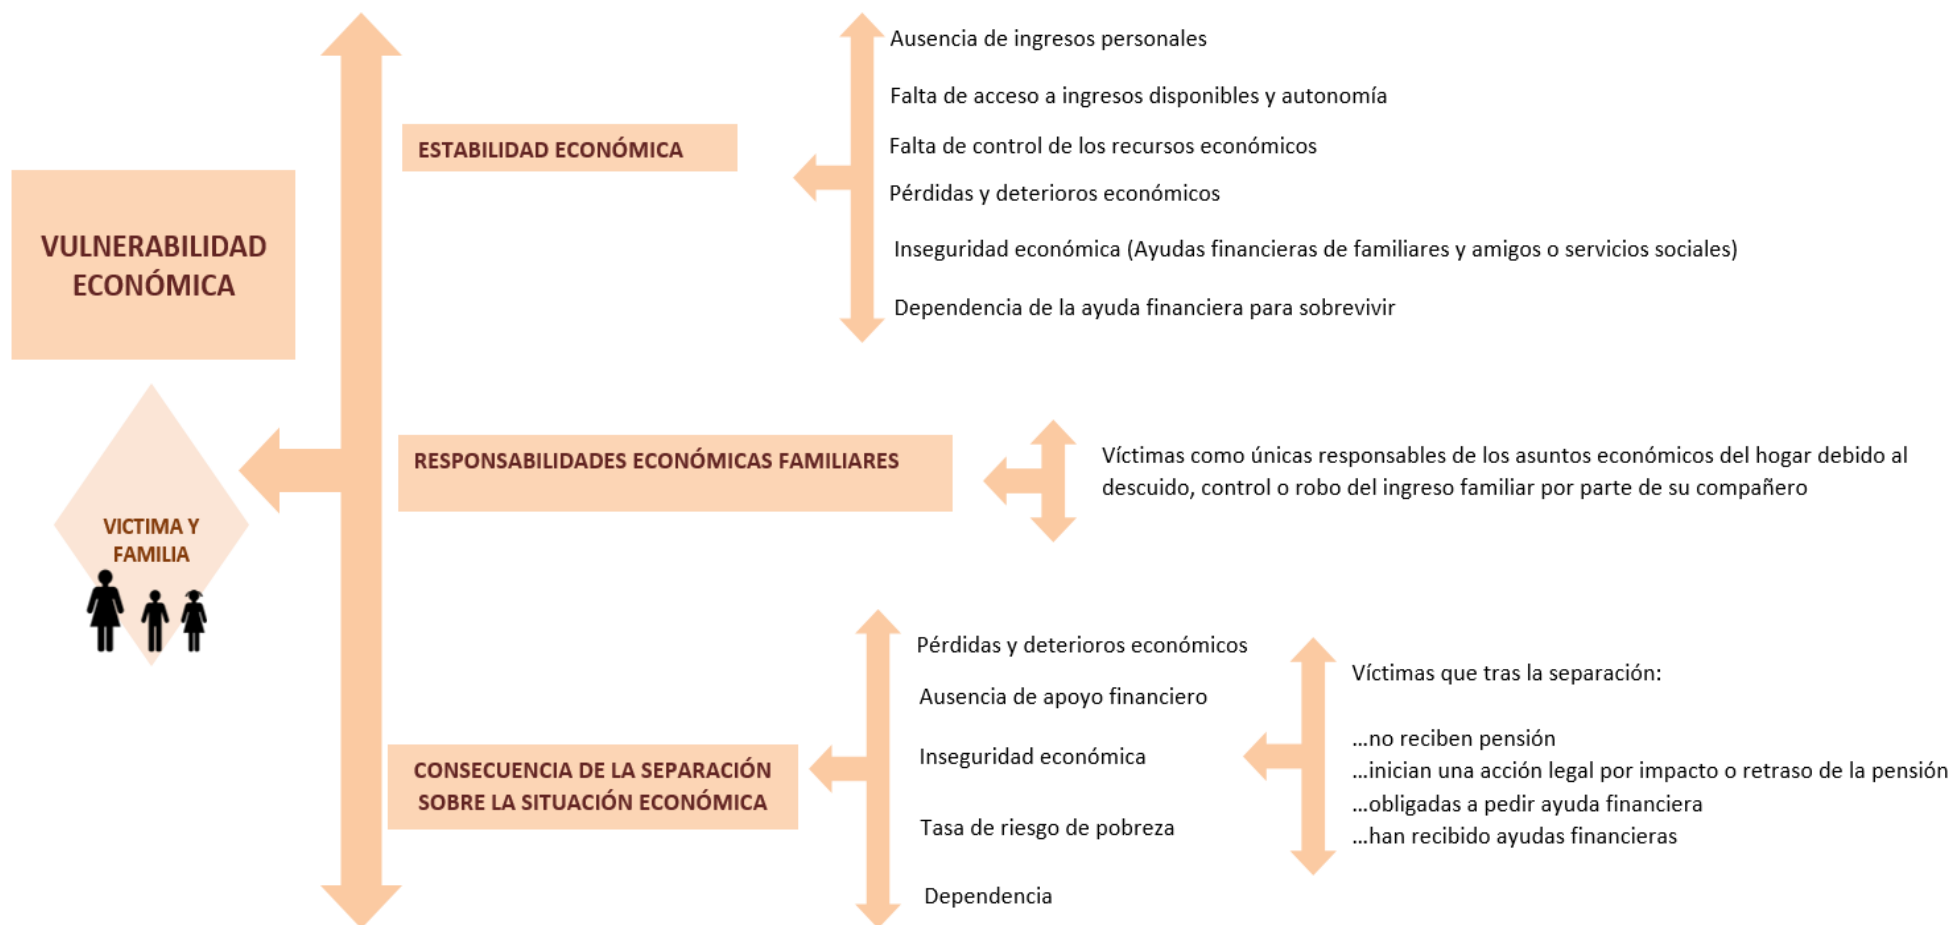 VULNERABILIDAD
ECONÓMICA
VICTIMA Y
FAMILIA
ESTABILIDAD ECONÓMICA
Ausencia de ingresos personales
Falta de acceso a ingresos disponibles y autonomía
Falta de control de los recursos económicos
Pérdidas y deterioros económicos
Inseguridad económica (Ayudas financieras de familiares y amigos o servicios sociales)
Dependencia de la ayuda financiera para sobrevivir
RESPONSABILIDADES ECONÓMICAS FAMILIARES
Víctimas como únicas responsables de los asuntos económicos del hogar debido al
descuido, control o robo del ingreso familiar por parte de su compañero
CONSECUENCIA DE LA SEPARACIÓN
SOBRE LA SITUACIÓN ECONÓMICA
Pérdidas y deterioros económicos
Ausencia de apoyo financiero
Inseguridad económica
Tasa de riesgo de pobreza
Dependencia
Víctimas que tras la separación:
…no reciben pensión
…inician una acción legal por impacto o retraso de la pensión
…obligadas a pedir ayuda financiera
…han recibido ayudas financieras